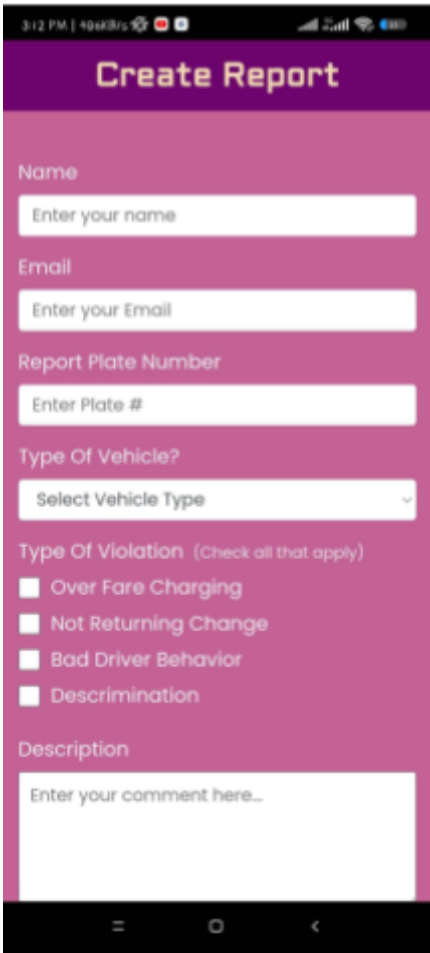 3:12 PM | 496KB/s
Create Report
Name
Enter your name
Email
Enter your Email
Report Plate Number
Enter Plate #
Type Of Vehicle?
Select Vehicle Type
Type Of Violation (Check all that apply)
Over Fare Charging
Not Returning Change
Bad Driver Behavior
Descrimination
Description
Enter your comment here...